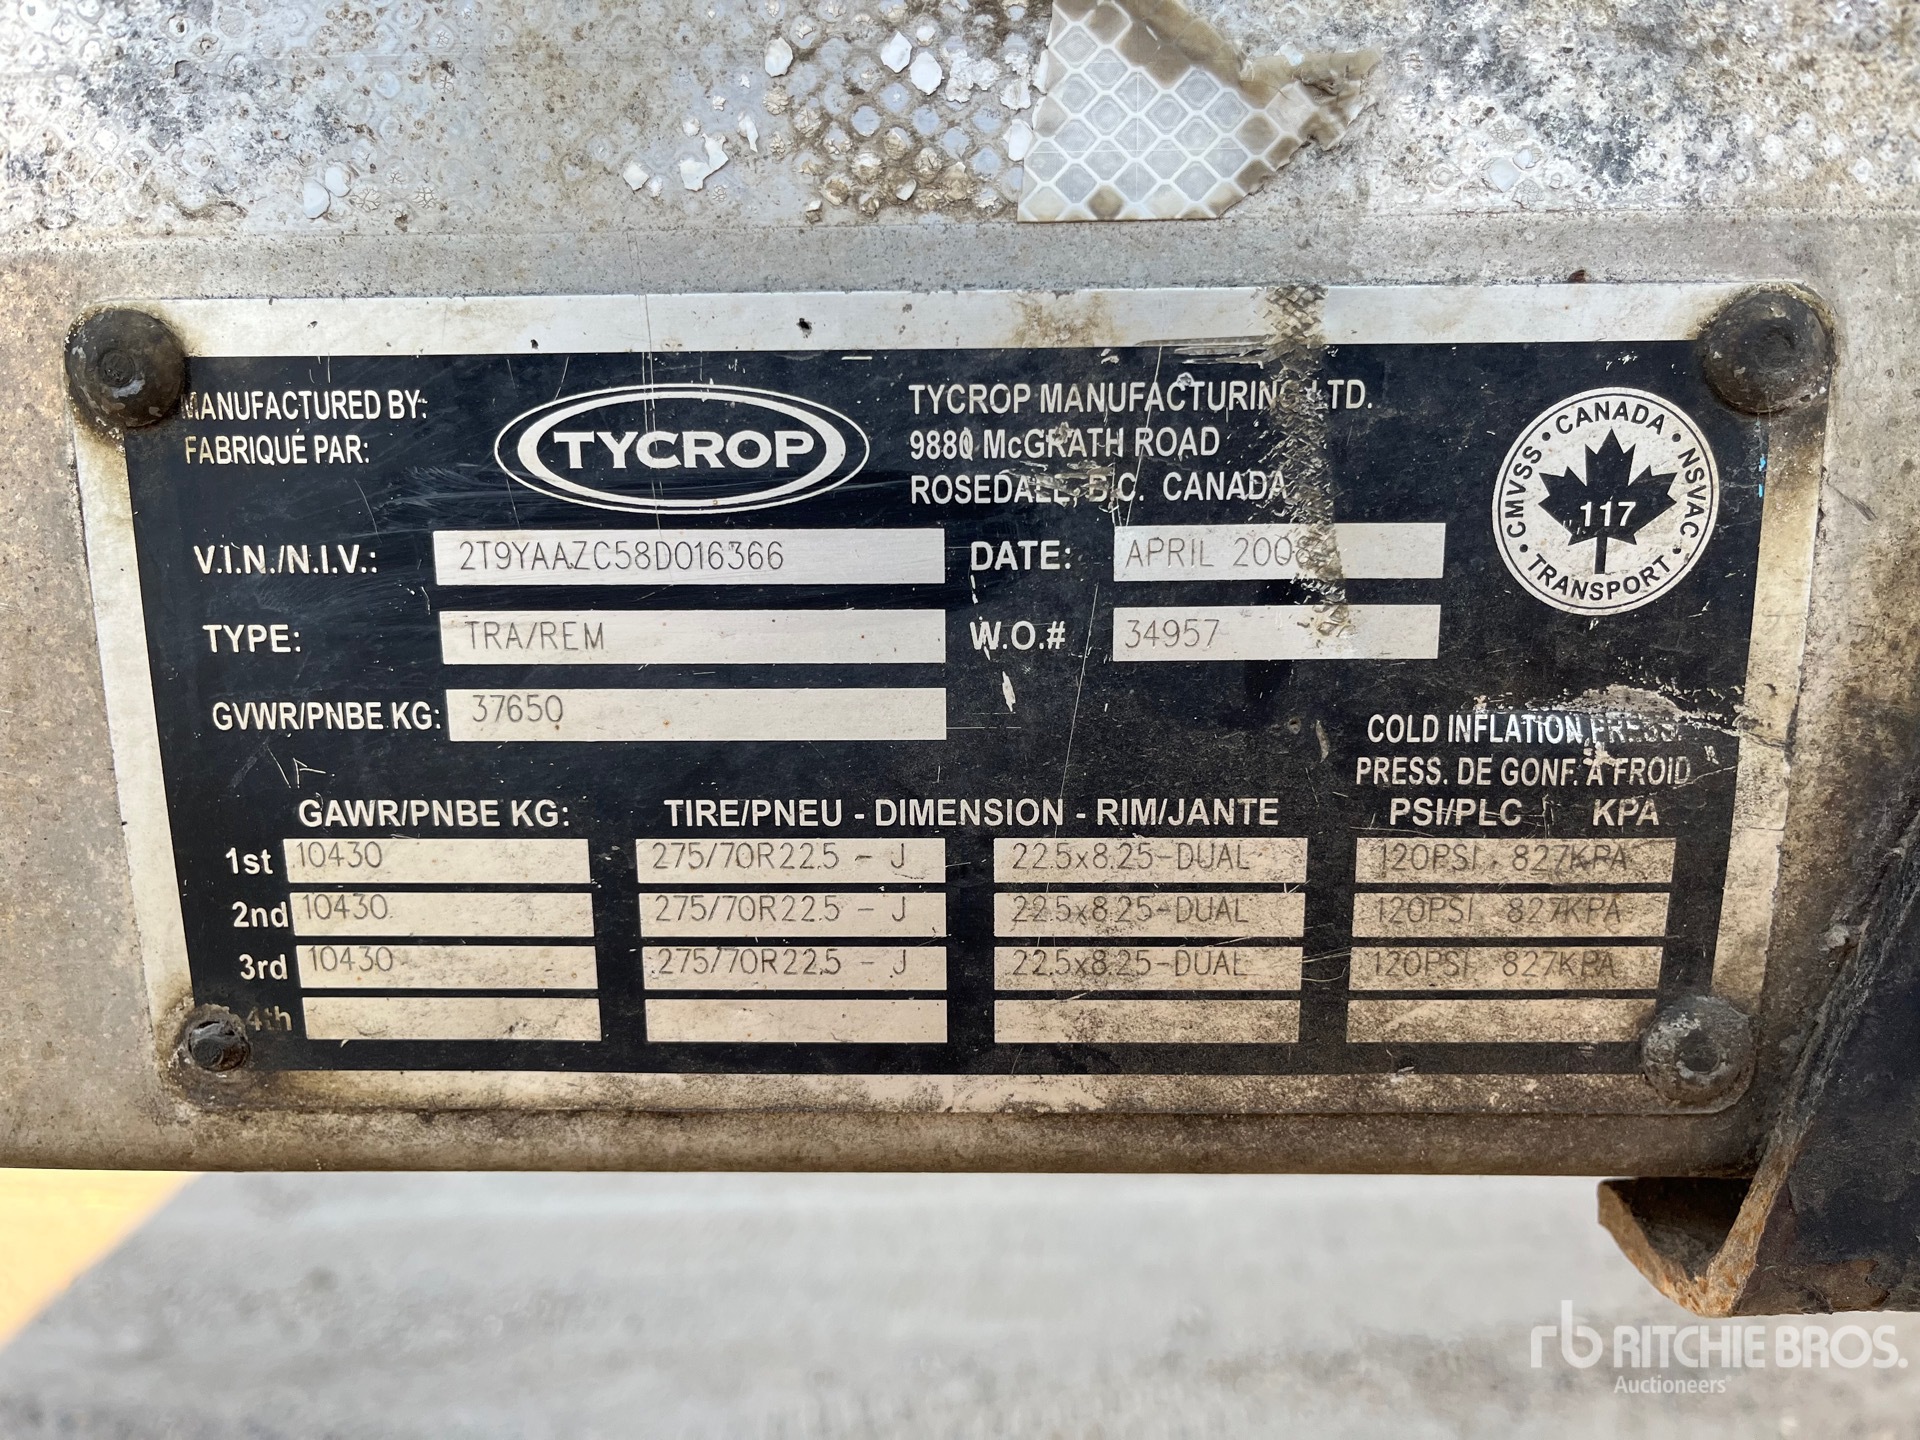 MANUFACTURED BY:
FABRIQUÉ PAR:
TYCROP
TYCROP MANUFACTURING LTD.
9880 McGRATH ROAD
ROSEDALE, B.C. CANADA
CANADA • NSVAC • TRANSPORT • CMVSS •
117
V.I.N./N.I.V.: 2T9YAAZC58D016366
DATE: APRIL 2008
TYPE: TRA/REM
W.O.# 34957
GVWR/PNBE KG: 37650
COLD INFLATION PRESS.
PRESS. DE GONF. A FROID
GAWR/PNBE KG: TIRE/PNEU - DIMENSION - RIM/JANTE PSI/PLC KPA
1st 10430 275/70R22.5 - J 22.5x8.25-DUAL 120PSI 827KPA
2nd 10430 275/70R22.5 - J 22.5x8.25-DUAL 120PSI 827KPA
3rd 10430 275/70R22.5 - J 22.5x8.25-DUAL 120PSI 827KPA
4th
rb RITCHIE BROS.
Auctioneers